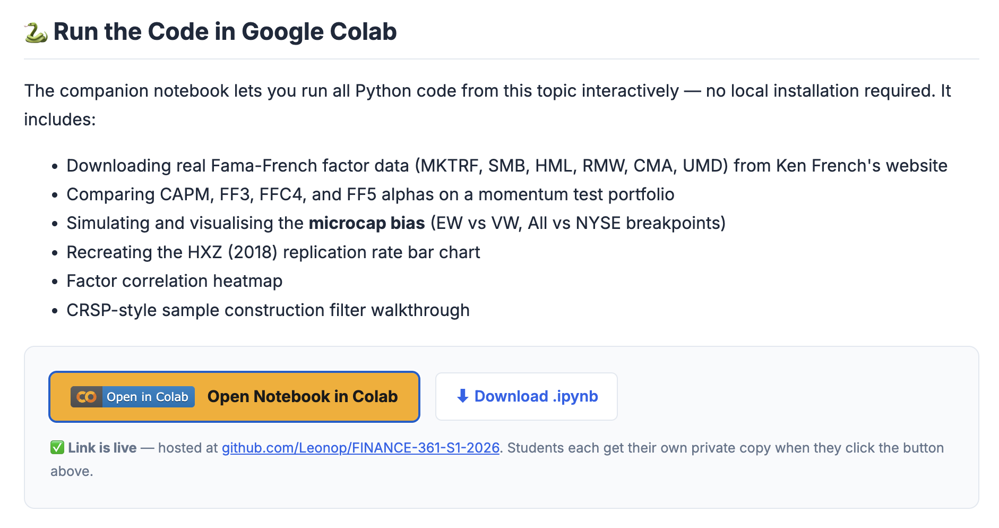 🐍 Run the Code in Google Colab
The companion notebook lets you run all Python code from this topic interactively — no local installation required. It
includes:
• Downloading real Fama-French factor data (MKTRF, SMB, HML, RMW, CMA, UMD) from Ken French's website
• Comparing CAPM, FF3, FFC4, and FF5 alphas on a momentum test portfolio
• Simulating and visualising the microcap bias (EW vs VW, All vs NYSE breakpoints)
• Recreating the HXZ (2018) replication rate bar chart
• Factor correlation heatmap
• CRSP-style sample construction filter walkthrough
Open in Colab Open Notebook in Colab
⬇ Download .ipynb
✅ Link is live — hosted at github.com/Leonop/FINANCE-361-S1-2026. Students each get their own private copy when they click the button
above.